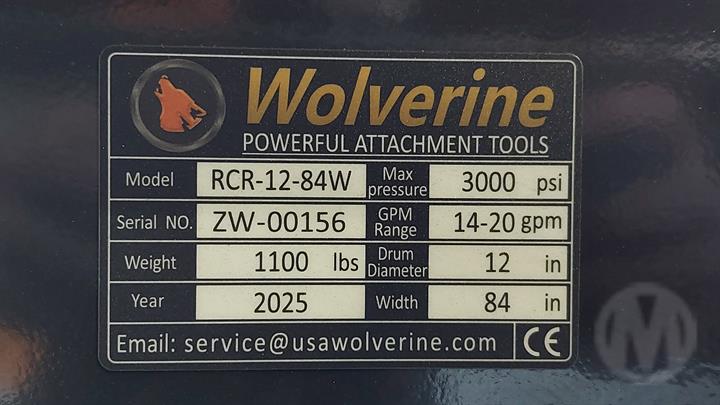 Wolverine
POWERFUL ATTACHMENT TOOLS
Model RCR-12-84W Max pressure 3000 psi
Serial NO. ZW-00156 GPM Range 14-20 gpm
Weight 1100 lbs Drum Diameter 12 in
Year 2025 Width 84 in
Email: service@usawolverine.com CE
M